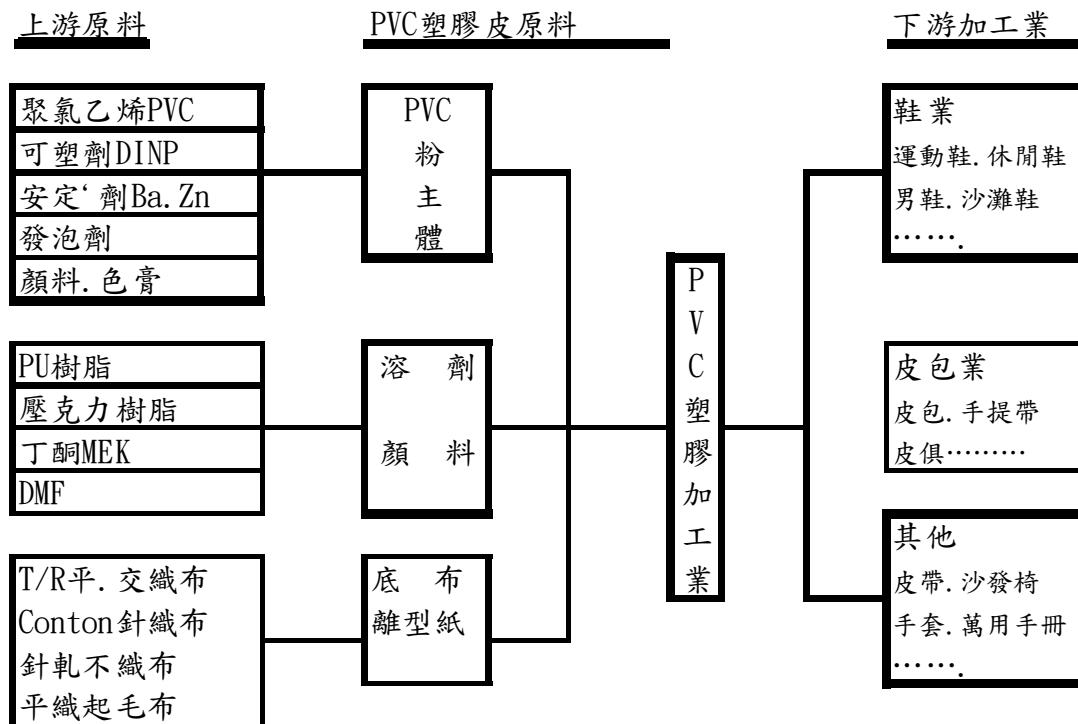 上游原料
PVC塑膠皮原料
下游加工業
聚氯乙烯PVC
可塑劑DINP
安定‘劑Ba.Zn
發泡劑
顏料.色膏
PU樹脂
壓克力樹脂
丁酮MEK
DMF
T/R平.交織布
Conton針織布
針軋不織布
平織起毛布
PVC
粉
主
體
溶 劑
顏 料
底 布
離型紙
P
V
C
塑
膠
加
工
業
鞋業
運動鞋.休閒鞋
男鞋.沙灘鞋
…….
皮包業
皮包.手提帶
皮俱………
其他
皮帶.沙發椅
手套.萬用手冊
…….